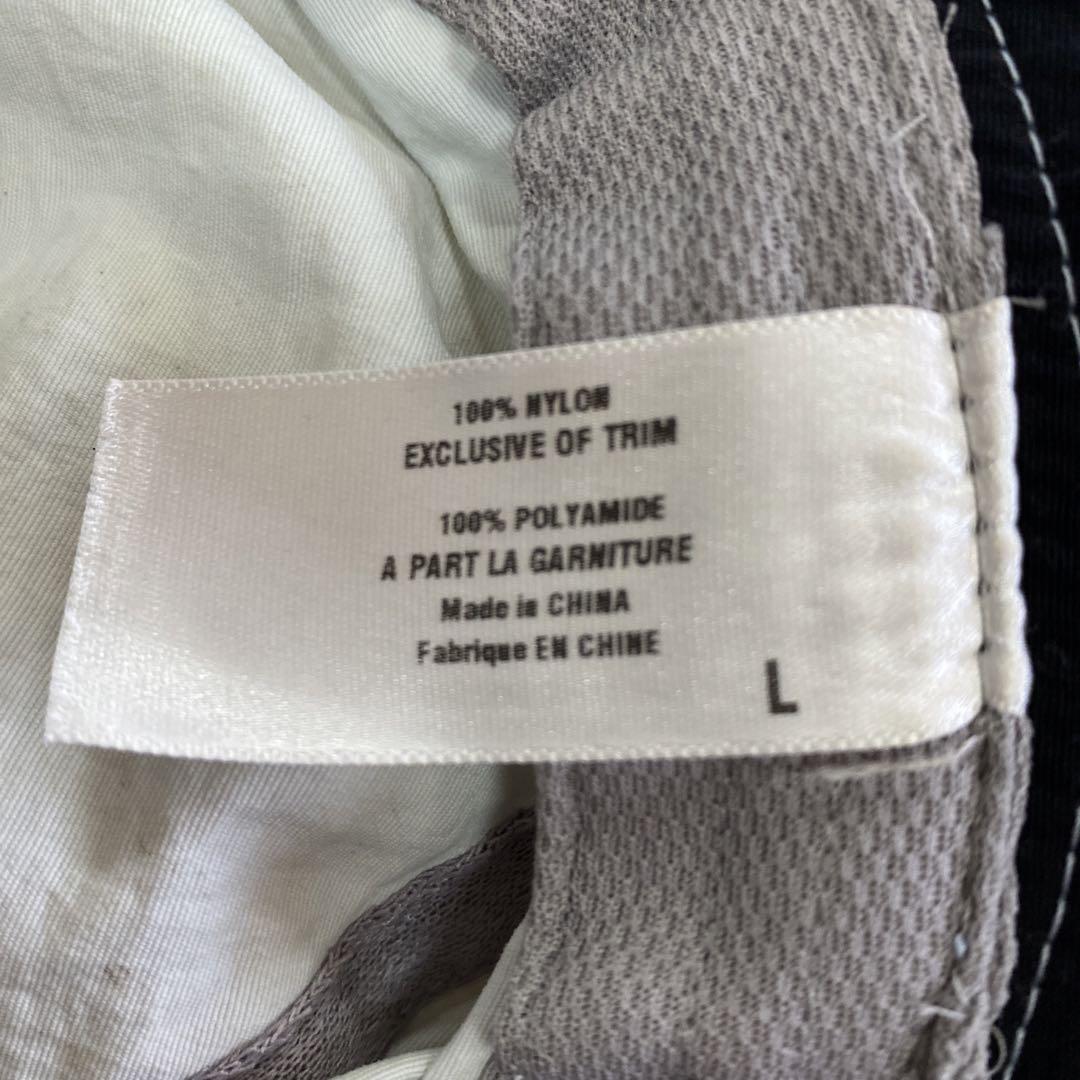 100% NYLON
EXCLUSIVE OF TRIM
100% POLYAMIDE
A PART LA GARNITURE
Made in CHINA
Fabrique EN CHINE
L